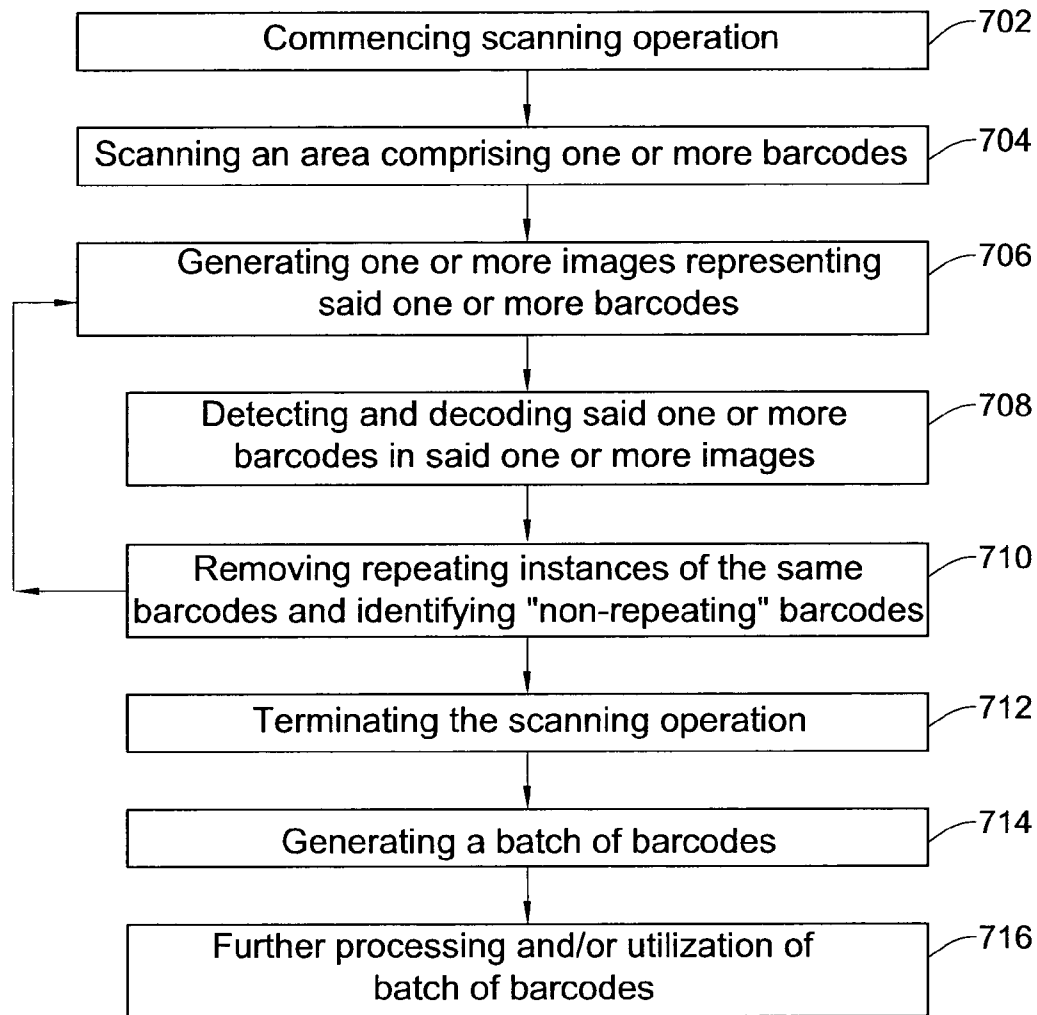 Commencing scanning operation
702
Scanning an area comprising one or more barcodes
704
Generating one or more images representing
said one or more barcodes
706
Detecting and decoding said one or more
barcodes in said one or more images
708
Removing repeating instances of the same
barcodes and identifying "non-repeating" barcodes
710
Terminating the scanning operation
712
Generating a batch of barcodes
714
Further processing and/or utilization of
batch of barcodes
716